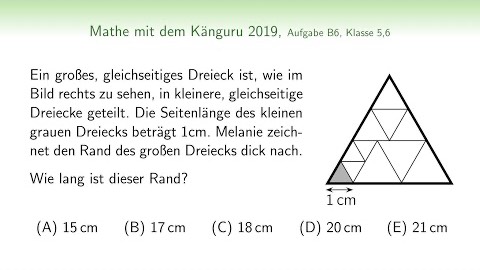 Mathe mit dem Känguru 2019, Aufgabe B6, Klasse 5,6
Ein großes, gleichseitiges Dreieck ist, wie im
Bild rechts zu sehen, in kleinere, gleichseitige
Dreiecke geteilt. Die Seitenlänge des kleinen
grauen Dreiecks beträgt 1cm. Melanie zeich-
net den Rand des großen Dreiecks dick nach.
Wie lang ist dieser Rand?
1 cm
(A) 15 cm (B) 17 cm (C) 18 cm (D) 20 cm (E) 21 cm